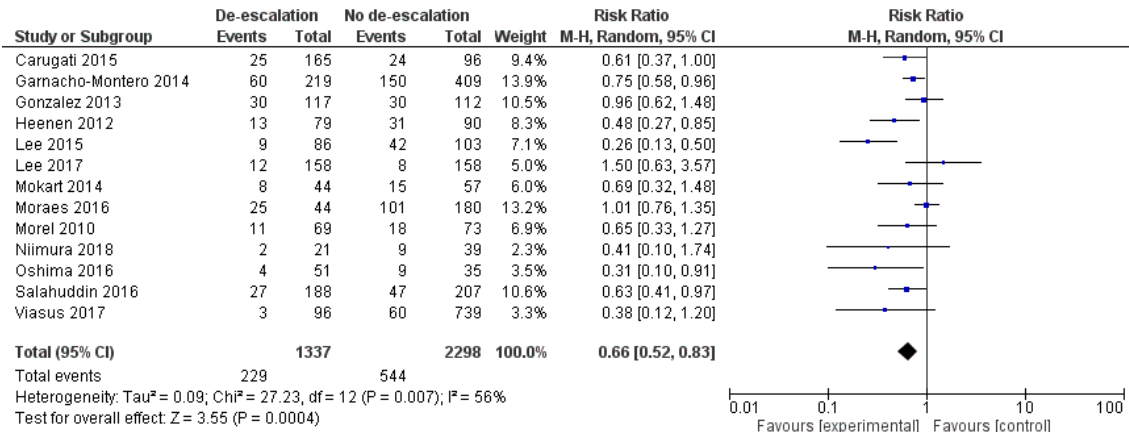 De-escalation No de-escalation Risk Ratio Risk Ratio
Study or Subgroup Events Total Events Total Weight M-H, Random, 95% CI M-H, Random, 95% CI
Carugati 2015 25 165 24 96 9.4% 0.61 [0.37, 1.00]
Garnacho-Montero 2014 60 219 150 409 14.0% 0.75 [0.58, 0.96]
Gonzalez 2013 30 117 30 112 10.5% 0.96 [0.62, 1.48]
Heenen 2012 13 79 31 90 8.3% 0.48 [0.27, 0.85]
Lee 2015 9 86 42 103 7.1% 0.26 [0.13, 0.50]
Lee 2017 12 158 8 158 5.0% 1.50 [0.63, 3.57]
Mokart 2014 8 44 15 57 6.0% 0.69 [0.32, 1.48]
Moraes 2016 25 44 101 180 13.2% 1.01 [0.76, 1.35]
Morel 2010 11 69 18 73 6.9% 0.65 [0.33, 1.27]
Niimura 2018 2 21 9 39 2.3% 0.41 [0.10, 1.74]
Oshima 2016 4 51 9 35 3.5% 0.31 [0.10, 0.91]
Salahuddin 2016 27 188 47 207 10.6% 0.63 [0.41, 0.97]
Viasus 2017 3 96 60 739 3.3% 0.38 [0.12, 1.20]
Total (95% CI) 1337 2298 100.0% 0.66 [0.52, 0.83]
Total events 229 544
Heterogeneity: Tau² = 0.09; Chi² = 27.23, df = 12 (P = 0.007); I² = 56%
Test for overall effect: Z = 3.55 (P = 0.0004)
0.01 0.1 1 10 100
Favours [experimental] Favours [control]